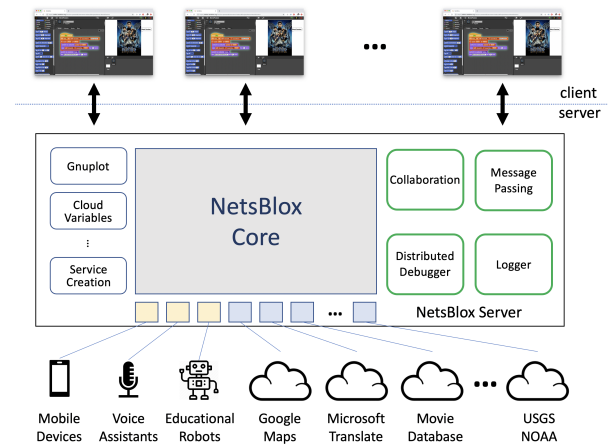 client
server
Gnuplot
Cloud
Variables
Service
Creation
NetsBlox
Core
Collaboration
Message
Passing
Distributed
Debugger
Logger
NetsBlox Server
Mobile
Devices
Voice
Assistants
Educational
Robots
Google
Maps
Microsoft
Translate
Movie
Database
USGS
NOAA